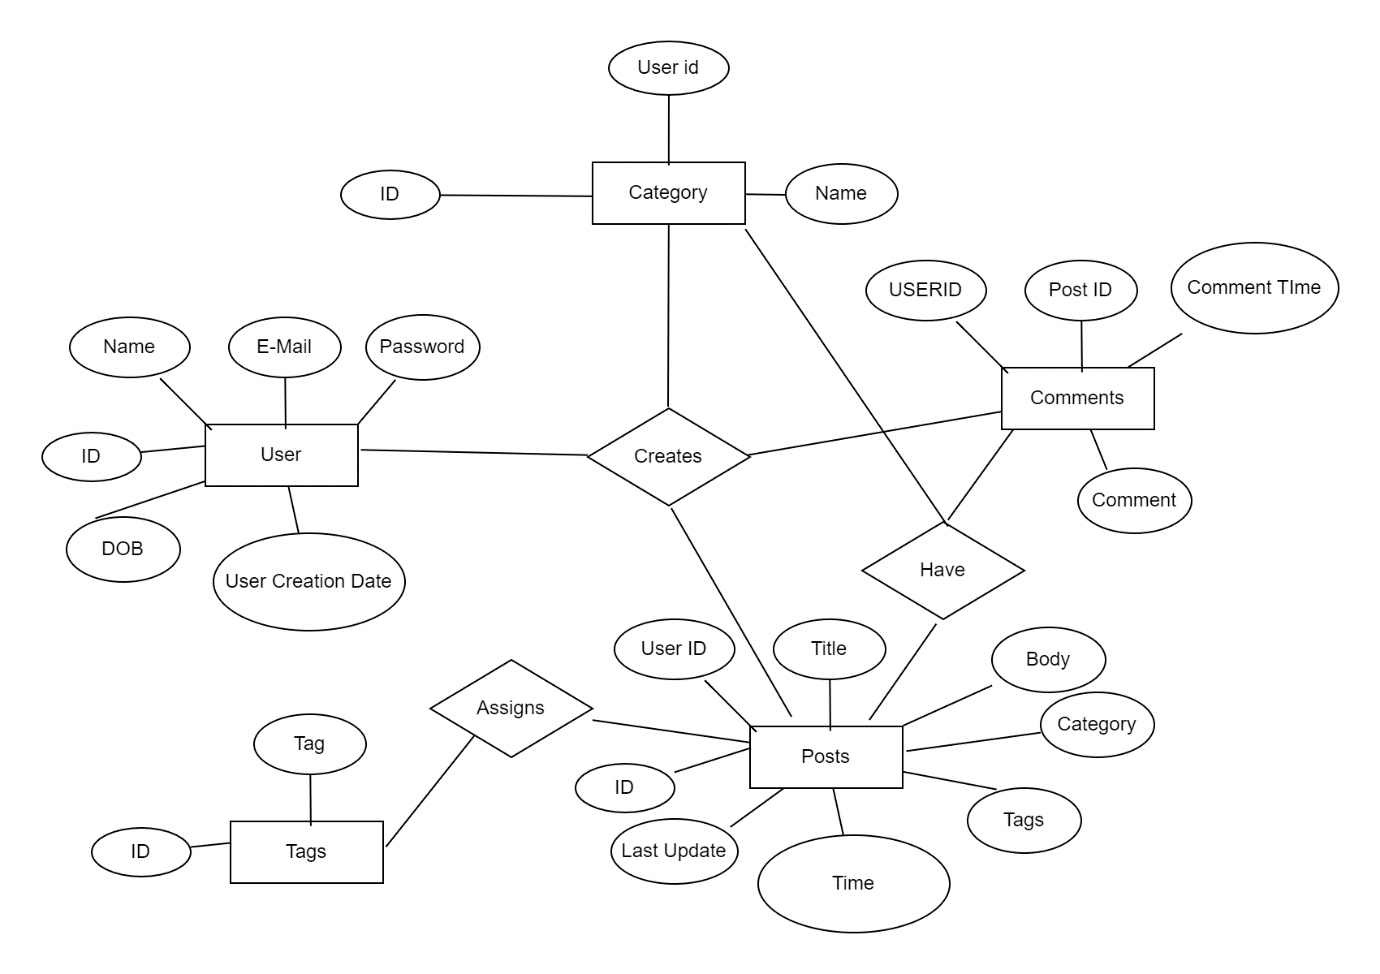 User id
ID
Category
Name
USERID
Post ID
Comment TIme
Name
E-Mail
Password
Comments
ID
User
Creates
Comment
DOB
User Creation Date
Have
User ID
Title
Body
Assigns
Category
Tag
Posts
ID
Tags
ID
Tags
Last Update
Time